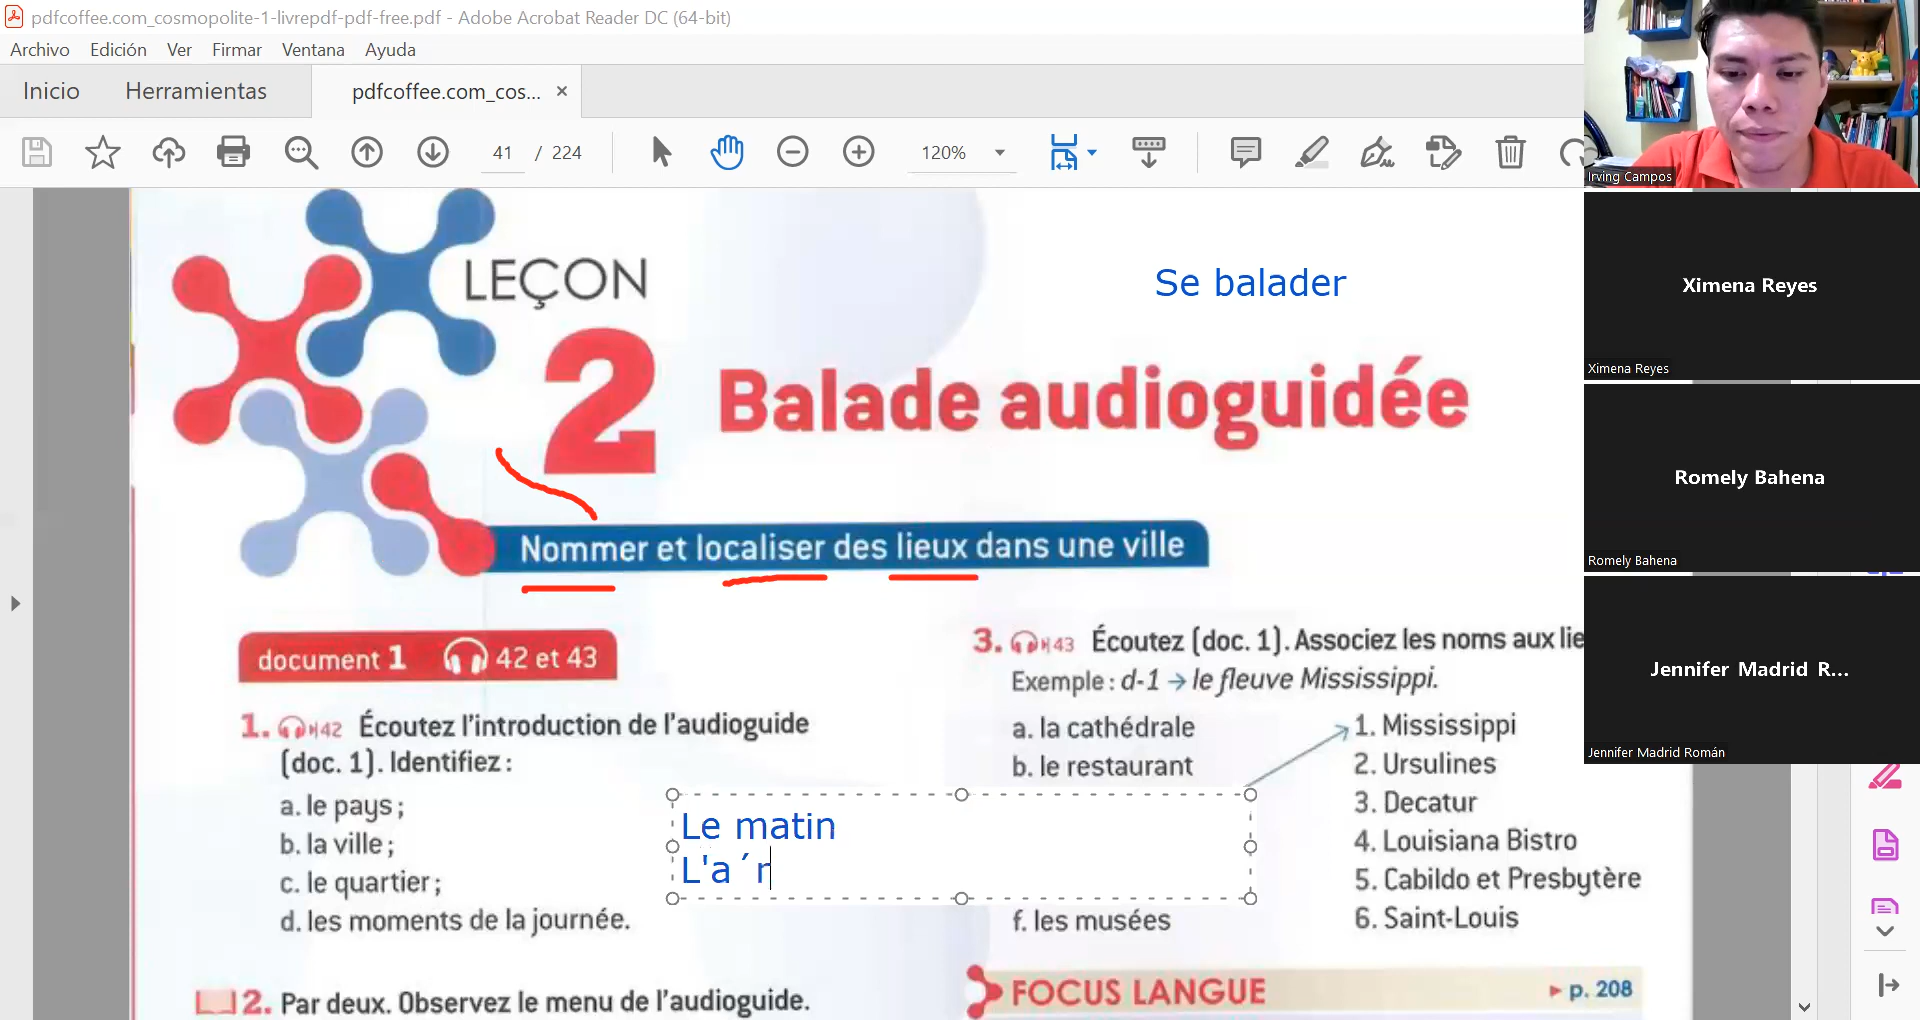 pdfcoffee.com_cosmopolite-1-livrepdf-pdf-free.pdf - Adobe Acrobat Reader DC (64-bit)
Archivo Edición Ver Firmar Ventana Ayuda
Inicio Herramientas pdfcoffee.com_cos... ×
41 / 224 120%
LEÇON
2
Se balader
Balade audioguidée
Nommer et localiser des lieux dans une ville
document 1 42 et 43
1. 42 Écoutez l'introduction de l'audioguide
(doc. 1). Identifiez :
a. le pays ;
b. la ville ;
c. le quartier ;
d. les moments de la journée.
2. Par deux. Observez le menu de l'audioguide.
Le matin
L'a´r
3. 43 Écoutez (doc. 1). Associez les noms aux
Exemple : d-1 → le fleuve Mississippi.
a. la cathédrale
b. le restaurant
f. les musées
1. Mississippi
2. Ursulines
3. Decatur
4. Louisiana Bistro
5. Cabildo et Presbytère
6. Saint-Louis
FOCUS LANGUE
► p. 208
Irving Campos
Ximena Reyes
Ximena Reyes
Romely Bahena
Romely Bahena
Jennifer Madrid R...
Jennifer Madrid Román